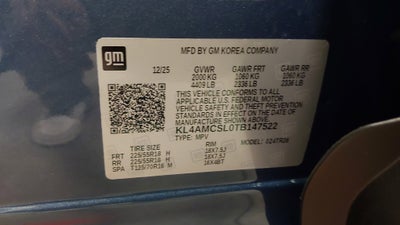 gm
MFD BY GM KOREA COMPANY
12/25 GVWR GAWR FRT GAWR RR
2000 KG 1060 KG 1060 KG
4409 LB 2336 LB 2336 LB
THIS VEHICLE CONFORMS TO ALL
APPLICABLE U.S. FEDERAL MOTOR
VEHICLE SAFETY AND THEFT PREVENTION
STANDARDS IN EFFECT ON THE DATE OF
MANUFACTURE SHOWN ABOVE.
KL4AMCSL0TB147522
TYPE: MPV MODEL:
TIRE SIZE RIM
FRT 225/55R18 H 18X7.5J
RR 225/55R18 H 18X7.5J
SPA T125/70R16 M 16X4BT